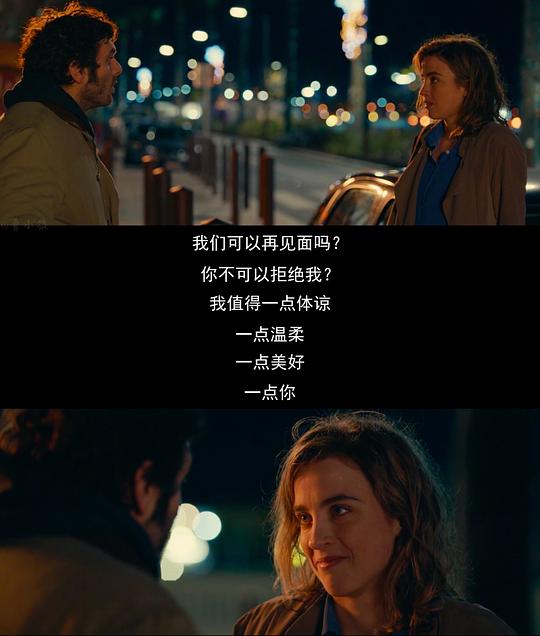 我们可以再见面吗？
你不可以拒绝我？
我值得一点体谅
一点温柔
一点美好
一点你